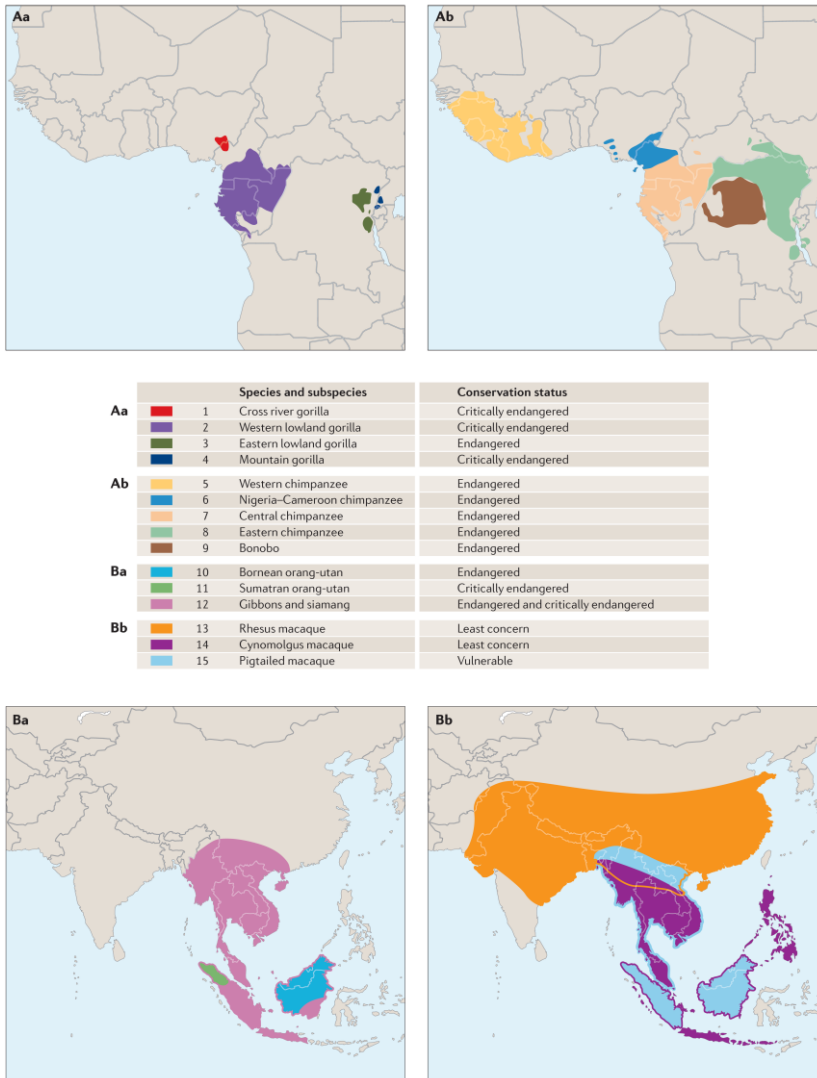 Aa
Ab
Species and subspecies Conservation status
Aa 1 Cross river gorilla Critically endangered
2 Western lowland gorilla Critically endangered
3 Eastern lowland gorilla Endangered
4 Mountain gorilla Critically endangered
Ab 5 Western chimpanzee Endangered
6 Nigeria–Cameroon chimpanzee Endangered
7 Central chimpanzee Endangered
8 Eastern chimpanzee Endangered
9 Bonobo Endangered
Ba 10 Bornean orang-utan Endangered
11 Sumatran orang-utan Critically endangered
12 Gibbons and siamang Endangered and critically endangered
Bb 13 Rhesus macaque Least concern
14 Cynomolgus macaque Least concern
15 Pigtailed macaque Vulnerable
Ba
Bb